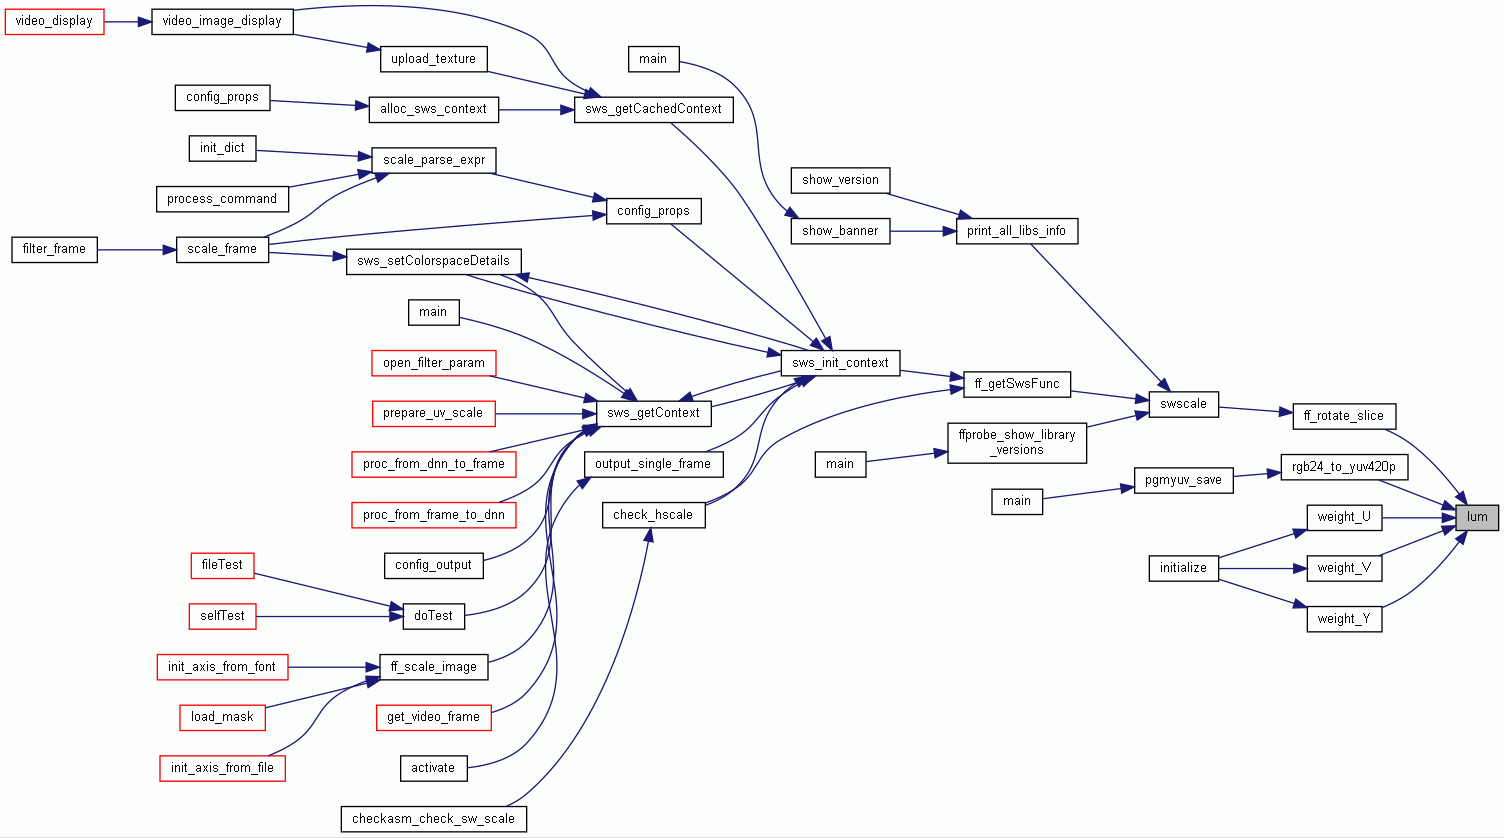 video_display
video_image_display
upload_texture
main
config_props
alloc_sws_context
sws_getCachedContext
init_dict
scale_parse_expr
process_command
show_version
config_props
show_banner
print_all_libs_info
filter_frame
scale_frame
sws_setColorspaceDetails
main
open_filter_param
sws_init_context
ff_getSwsFunc
prepare_uv_scale
sws_getContext
swscale
ff_rotate_slice
ffprobe_show_library
_versions
proc_from_dnn_to_frame
output_single_frame
main
rgb24_to_yuv420p
pgmyuv_save
main
proc_from_frame_to_dnn
check_hscale
weight_U
lum
config_output
fileTest
initialize
weight_V
selfTest
doTest
weight_Y
init_axis_from_font
ff_scale_image
load_mask
get_video_frame
init_axis_from_file
activate
checkasm_check_sw_scale